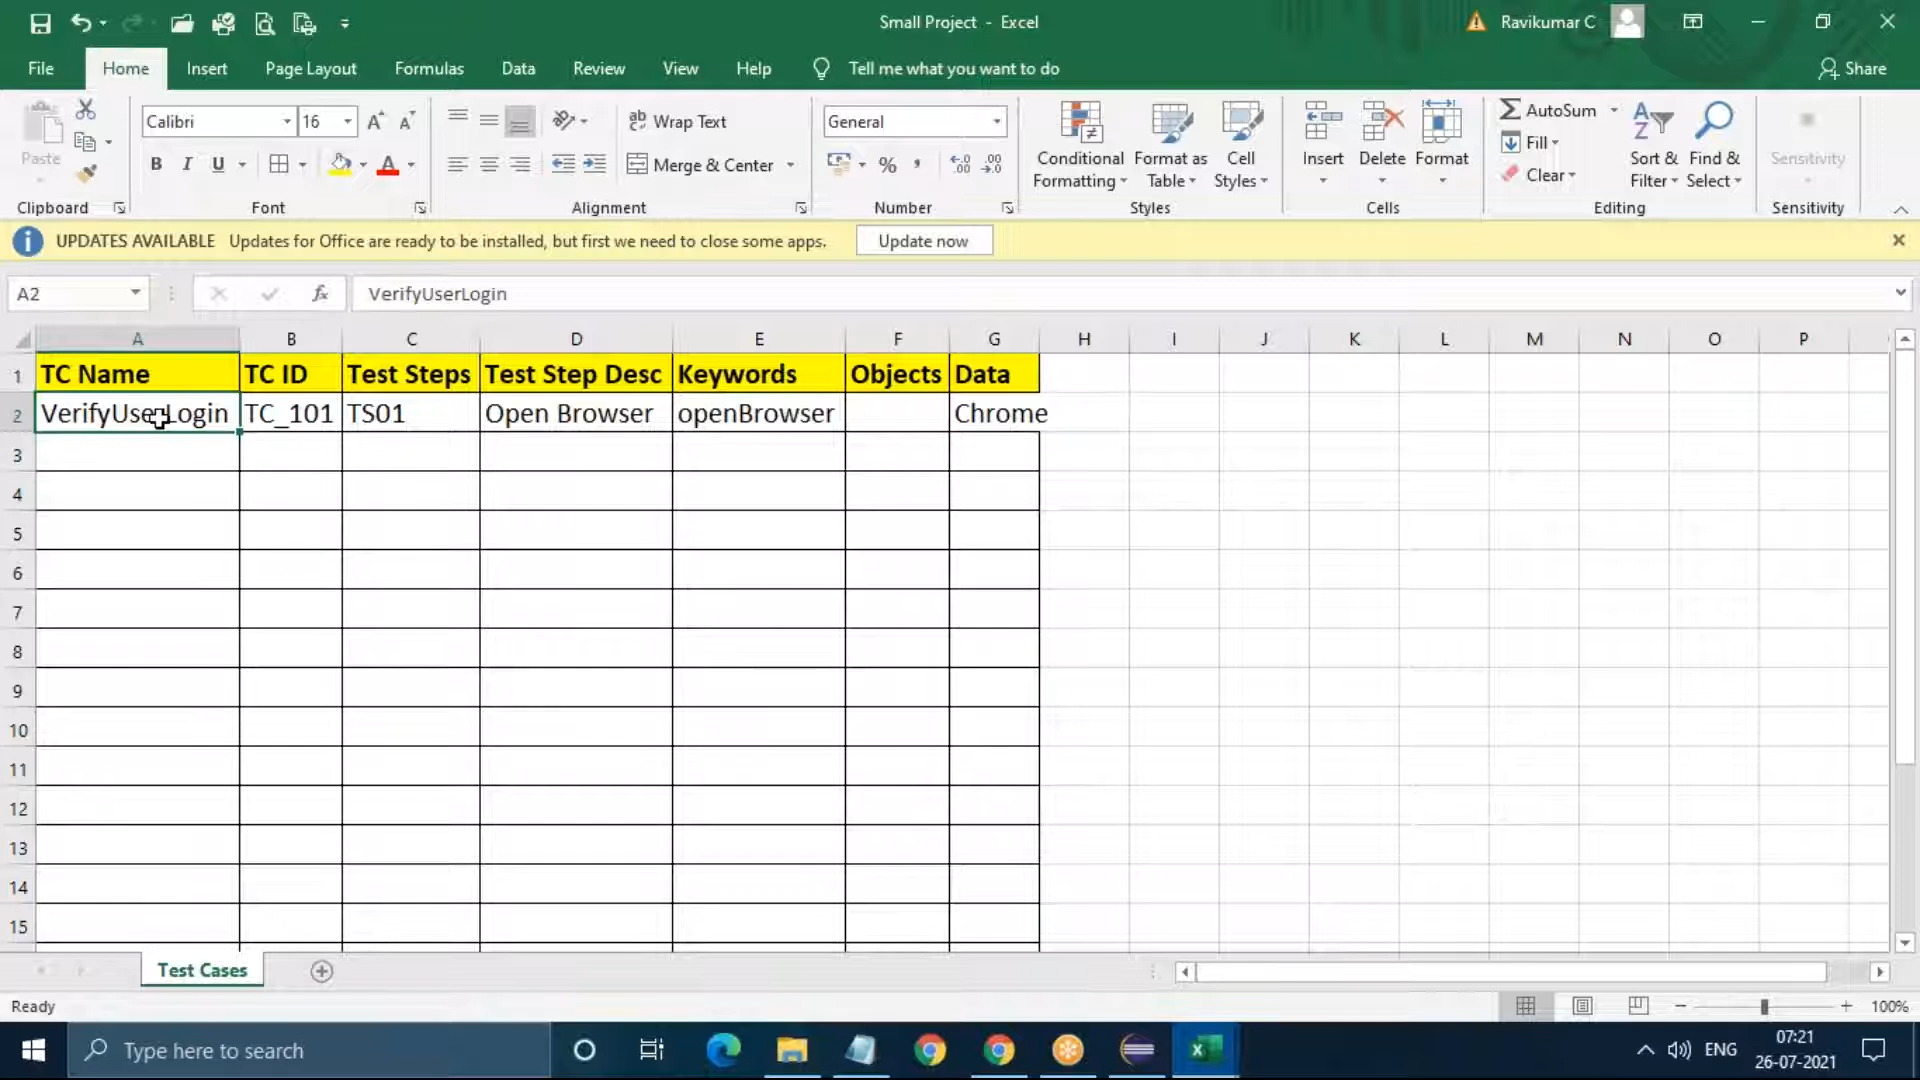 Small Project - Excel
Ravikumar C
File Home Insert Page Layout Formulas Data Review View Help Tell me what you want to do Share
Paste
Clipboard
Calibri 16
B I U
Font
Wrap Text
Merge & Center
Alignment
General
% ,
Number
Conditional Formatting
Format as Table
Cell Styles
Styles
Insert Delete Format
Cells
AutoSum
Fill
Clear
Sort & Filter
Find & Select
Editing
Sensitivity
Sensitivity
UPDATES AVAILABLE Updates for Office are ready to be installed, but first we need to close some apps. Update now
A2 fx VerifyUserLogin
A B C D E F G H I J K L M N O P
1 TC Name TC ID Test Steps Test Step Desc Keywords Objects Data
2 VerifyUserLogin TC_101 TS01 Open Browser openBrowser Chrome
3
4
5
6
7
8
9
10
11
12
13
14
15
Test Cases
Ready 100%
Type here to search
ENG
07:21
26-07-2021